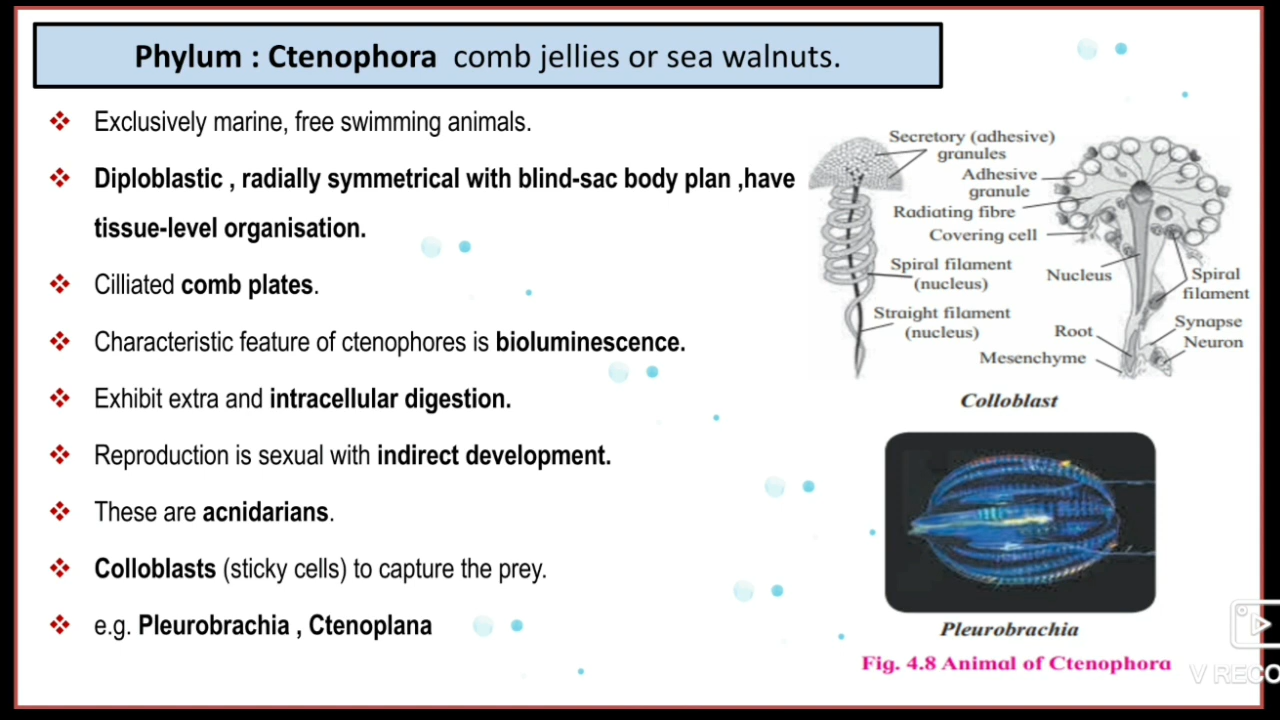 Phylum : Ctenophora comb jellies or sea walnuts.
❖ Exclusively marine, free swimming animals.
❖ Diploblastic , radially symmetrical with blind-sac body plan ,have
tissue-level organisation.
❖ Cilliated comb plates.
❖ Characteristic feature of ctenophores is bioluminescence.
❖ Exhibit extra and intracellular digestion.
❖ Reproduction is sexual with indirect development.
❖ These are acnidarians.
❖ Colloblasts (sticky cells) to capture the prey.
❖ e.g. Pleurobrachia , Ctenoplana
Secretory (adhesive)
granules
Adhesive
granule
Radiating fibre
Covering cell
Spiral filament
(nucleus)
Nucleus
Spiral
filament
Straight filament
(nucleus)
Root
Synapse
Neuron
Mesenchyme
Colloblast
Pleurobrachia
Fig. 4.8 Animal of Ctenophora
V RECO